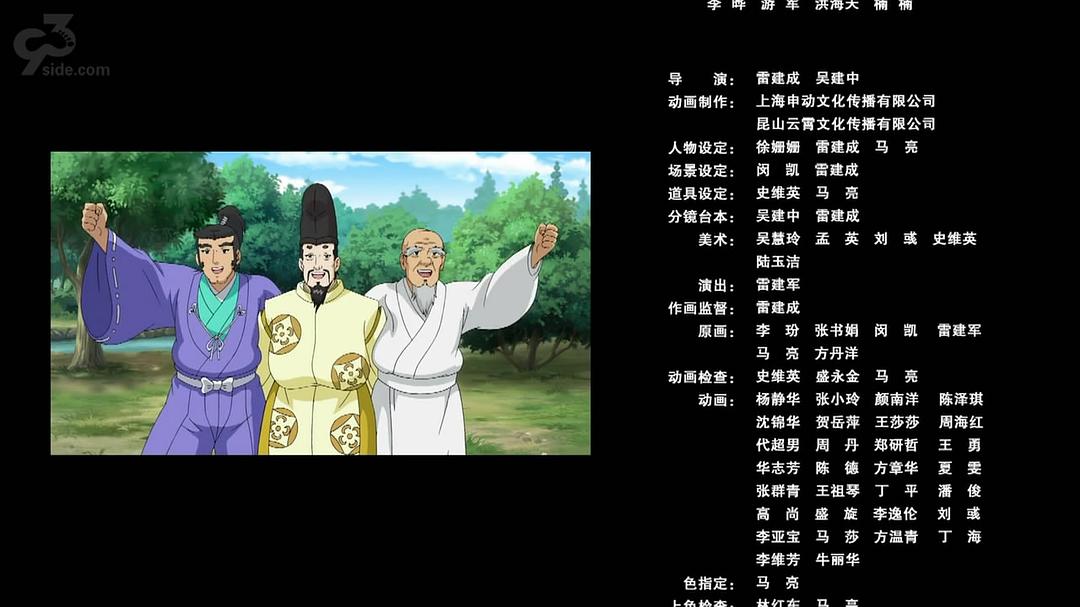 93
side.com
李 晔 游 军 洪海天 楠 楠
导 演： 雷建成 吴建中
动画制作： 上海申动文化传播有限公司
昆山云霄文化传播有限公司
人物设定： 徐姗姗 雷建成 马 亮
场景设定： 闵 凯 雷建成
道具设定： 史维英 马 亮
分镜台本： 吴建中 雷建成
美术： 吴慧玲 孟 英 刘 彧 史维英
陆玉洁
演出： 雷建军
作画监督： 雷建成
原画： 李 玢 张书娟 闵 凯 雷建军
马 亮 方丹洋
动画检查： 史维英 盛永金 马 亮
动画： 杨静华 张小玲 颜南洋 陈泽琪
沈锦华 贺岳萍 王莎莎 周海红
代超男 周 丹 郑研哲 王 勇
华志芳 陈 德 方章华 夏 雯
张群青 王祖琴 丁 平 潘 俊
高 尚 盛 旋 李逸伦 刘 彧
李亚宝 马 莎 方温青 丁 海
李维芳 牛丽华
色指定： 马 亮
上色检查： 林红东 马 亮